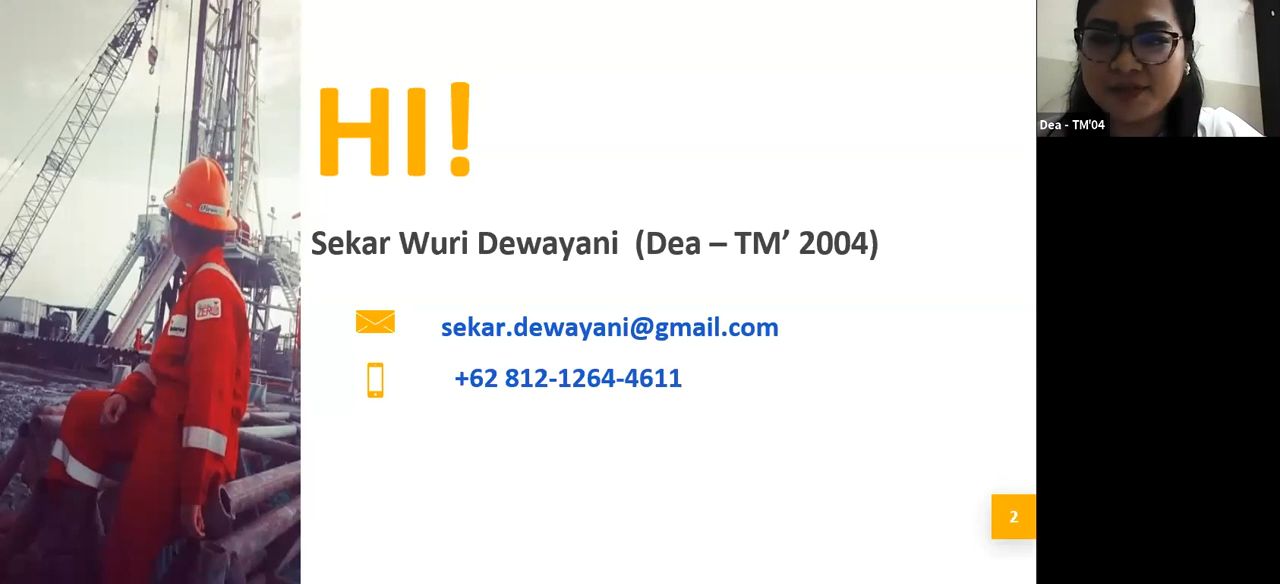 HI!
Sekar Wuri Dewayani (Dea – TM’ 2004)
sekar.dewayani@gmail.com
+62 812-1264-4611
2
Dea - TM'04
ZERO